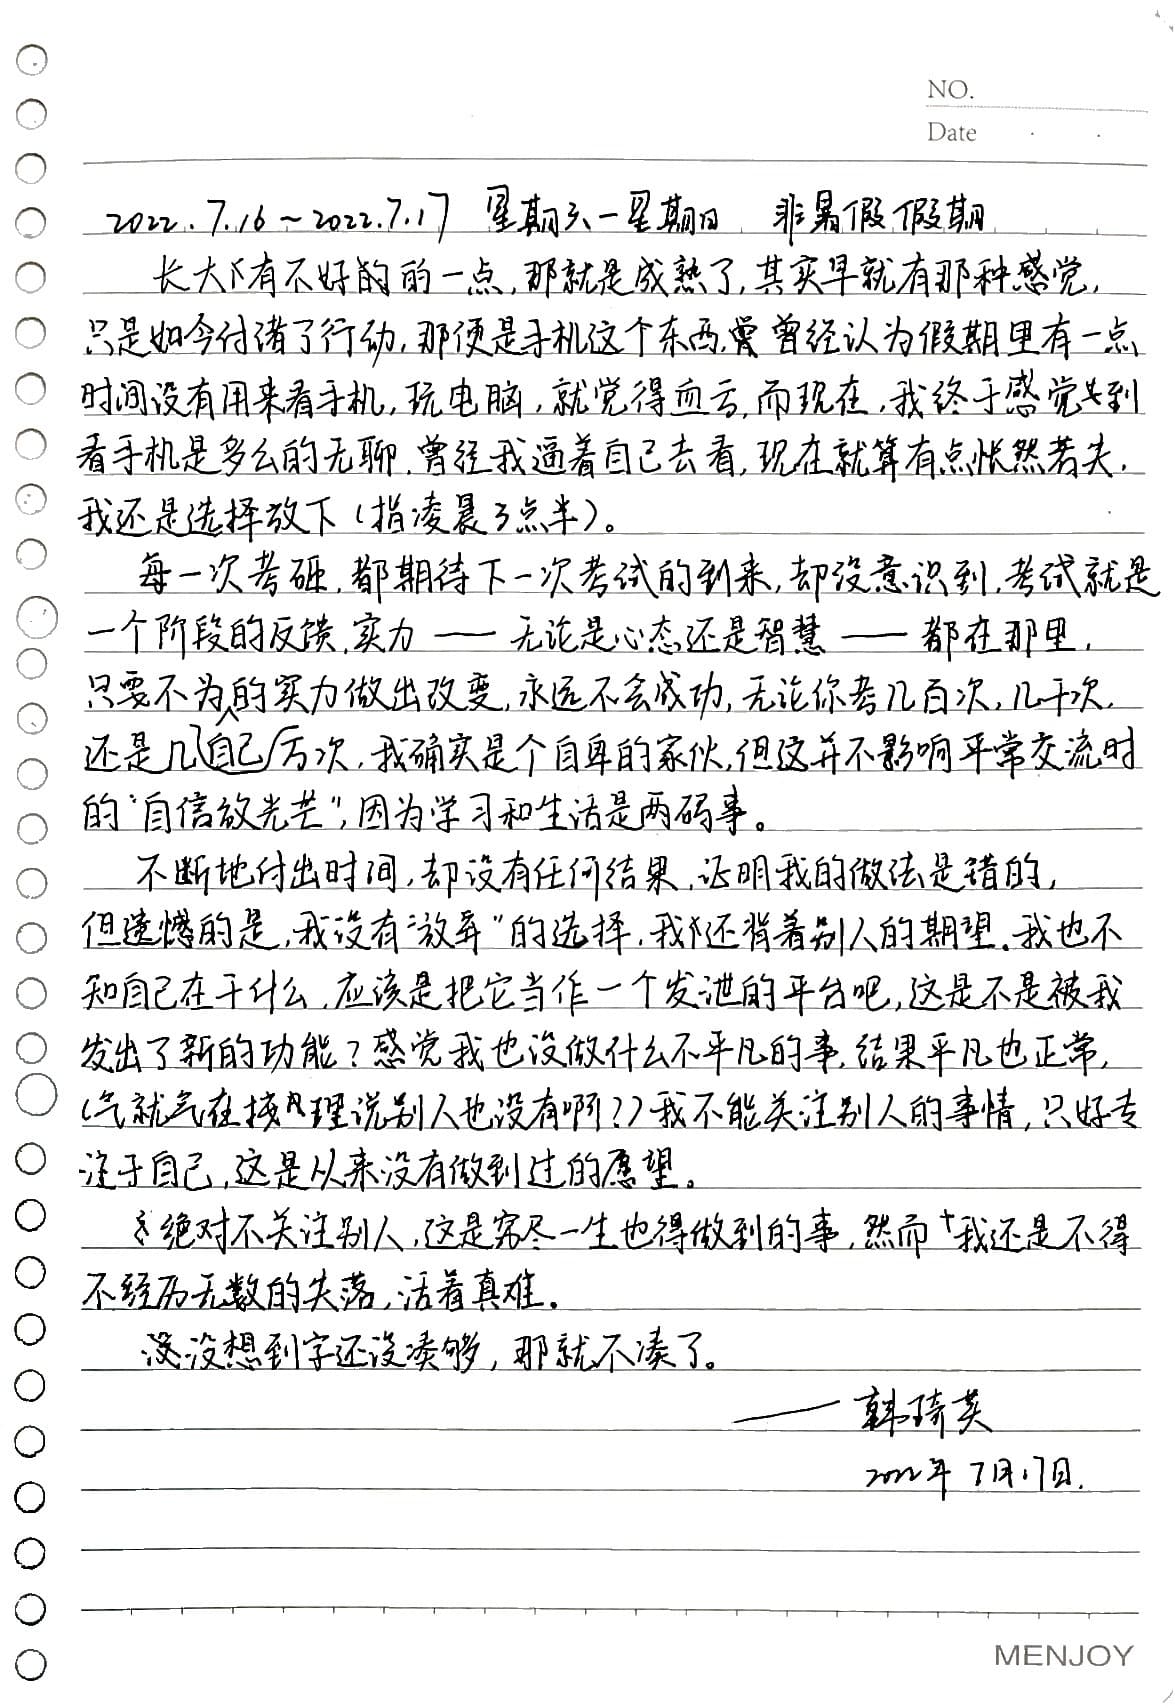 NO.
Date
2022.7.16～2022.7.17 星期六一星期日 非暑假假期
长大有不好的的一点,那就是成熟了,其实早就有那种感觉,
只是如今付诸了行动,那便是手机这个东西,曾经认为假期里有一点
时间没有用来看手机,玩电脑,就觉得血亏,而现在,我终于感觉到
看手机是多么的无聊.曾经我逼着自己去看,现在就算有点怅然若失,
我还是选择放下(指凌晨3点半)。
每一次考砸,都期待下一次考试的到来,却没意识到,考试就是
一个阶段的反馈,实力——无论是心态还是智慧——都在那里,
只要不为自己的实力做出改变,永远不会成功,无论你考几百次,几千次,
还是几万次,我确实是个自卑的家伙,但这并不影响平常交流时
的“自信放光芒”,因为学习和生活是两码事。
不断地付出时间,却没有任何结果,证明我的做法是错的,
但遗憾的是,我没有“放弃”的选择,我还背着别人的期望.我也不
知自己在干什么,应该是把它当作一个发泄的平台吧,这是不是被我
发出了新的功能?感觉我也没做什么不平凡的事,结果平凡也正常,
(气就气在按理说别人也没有啊??)我不能关注别人的事情,只好专
注于自己,这是从来没有做到过的愿望。
绝对不关注别人,这是穷尽一生也得做到的事,然而我还是不得
不经历无数的失落,活着真难.
没想到字还没凑够,那就不凑了。
——韩琦英
2022年7月17日.
MENJOY